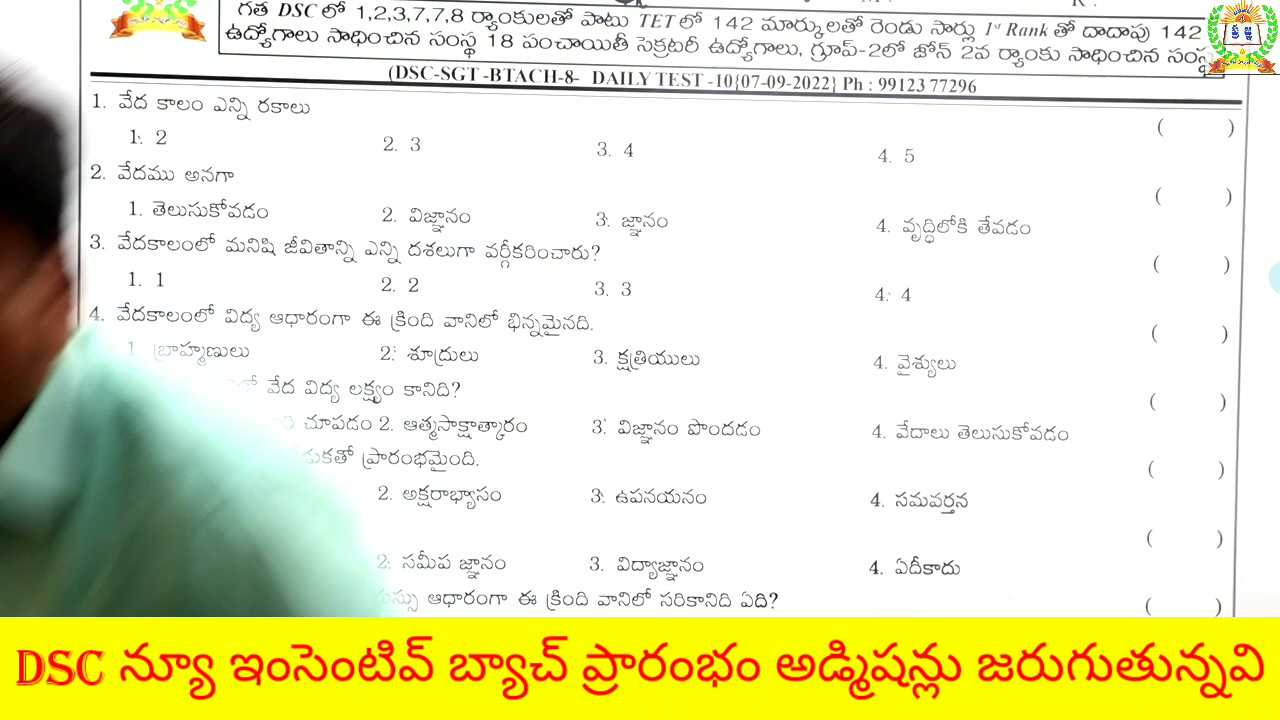 గత DSC లో 1,2,3,7,7,8 ర్యాంకులతో పాటు TET లో 142 మార్కులతో రెండు సార్లు 1st Rank తో దాదాపు 142
ఉద్యోగాలు సాధించిన సంస్థ 18 పంచాయితీ సెక్రటరీ ఉద్యోగాలు, గ్రూప్-2లో జోన్ 2వ ర్యాంకు సాధించిన సంస్థ
(DSC-SGT -BTACH-8- DAILY TEST -10{07-09-2022} Ph : 99123 77296
1. వేద కాలం ఎన్ని రకాలు ( )
1. 2 2. 3 3. 4 4. 5
2. వేదము అనగా ( )
1. తెలుసుకోవడం 2. విజ్ఞానం 3. జ్ఞానం 4. వృద్ధిలోకి తేవడం
3. వేదకాలంలో మనిషి జీవితాన్ని ఎన్ని దశలుగా వర్గీకరించారు? ( )
1. 1 2. 2 3. 3 4. 4
4. వేదకాలంలో విద్య ఆధారంగా ఈ క్రింది వానిలో భిన్నమైనది. ( )
1. బ్రాహ్మణులు 2. శూద్రులు 3. క్షత్రియులు 4. వైశ్యులు
వేద విద్య లక్ష్యం కానిది? ( )
చూపడం 2. ఆత్మసాక్షాత్కారం 3. విజ్ఞానం పొందడం 4. వేదాలు తెలుసుకోవడం
ప్రారంభమైంది. ( )
2. అక్షరాభ్యాసం 3. ఉపనయనం 4. సమవర్తన
( )
2. సమీప జ్ఞానం 3. విద్యాజ్ఞానం 4. ఏదీకాదు
ఆధారంగా ఈ క్రింది వానిలో సరికానిది ఏది? ( )
DSC న్యూ ఇంసెంటివ్ బ్యాచ్ ప్రారంభం అడ్మిషన్లు జరుగుతున్నవి